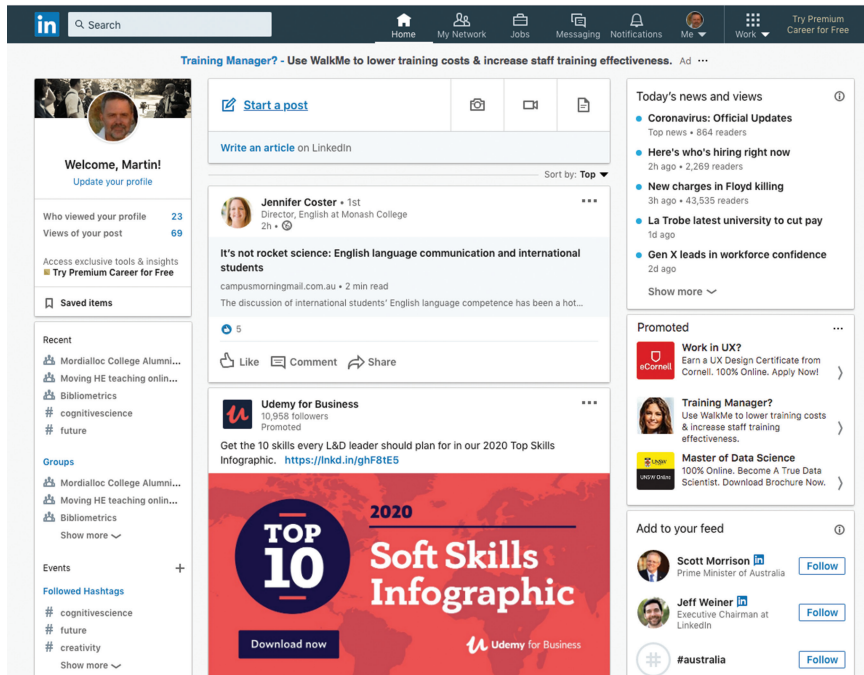 in
Search
Home
My Network
Jobs
Messaging
Notifications
Me
Work
Try Premium
Career for Free
Training Manager? - Use WalkMe to lower training costs & increase staff training effectiveness. Ad ...
Welcome, Martin!
Update your profile
Who viewed your profile 23
Views of your post 69
Access exclusive tools & insights
Try Premium Career for Free
Saved items
Recent
Mordialloc College Alumni...
Moving HE teaching onlin...
Bibliometrics
# cognitivescience
# future
Groups
Mordialloc College Alumni...
Moving HE teaching onlin...
Bibliometrics
Show more
Events +
Followed Hashtags
# cognitivescience
# future
# creativity
Show more
Start a post
Write an article on LinkedIn
Sort by: Top
Jennifer Coster • 1st
Director, English at Monash College
2h •
It's not rocket science: English language communication and international
students
campusmorningmail.com.au • 2 min read
The discussion of international students' English language competence has been a hot...
5
Like Comment Share
Udemy for Business
10,958 followers
Promoted
Get the 10 skills every L&D leader should plan for in our 2020 Top Skills
Infographic. https://lnkd.in/ghF8tE5
TOP
10
2020
Soft Skills
Infographic
Download now
Udemy for Business
Today's news and views
• Coronavirus: Official Updates
Top news • 864 readers
• Here's who's hiring right now
2h ago • 2,269 readers
• New charges in Floyd killing
3h ago • 43,535 readers
• La Trobe latest university to cut pay
1d ago
• Gen X leads in workforce confidence
2d ago
Show more
Promoted ...
eCornell
Work in UX?
Earn a UX Design Certificate from
Cornell. 100% Online. Apply Now!
Training Manager?
Use WalkMe to lower training costs
& increase staff training
effectiveness.
UNSW
UNSW Online
Master of Data Science
100% Online. Become A True Data
Scientist. Download Brochure Now.
Add to your feed
Scott Morrison in
Prime Minister of Australia
Follow
Jeff Weiner in
Executive Chairman at
LinkedIn
Follow
#
#australia
Follow